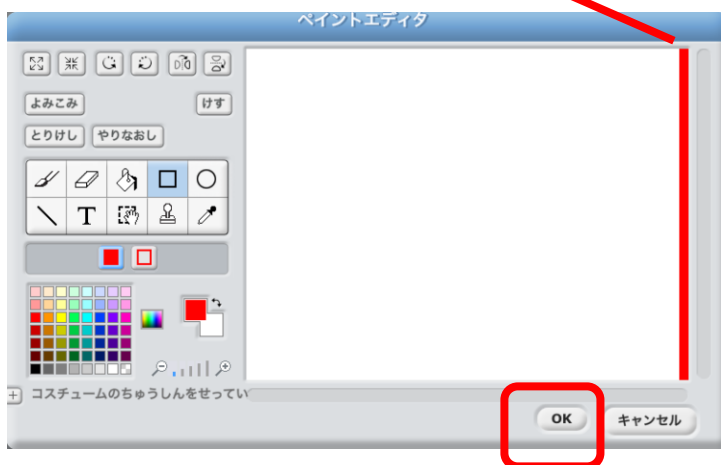 ペイントエディタ
よみこみ
けす
とりけし
やりなおし
T
コスチュームのちゅうしんをせってい
OK
キャンセル